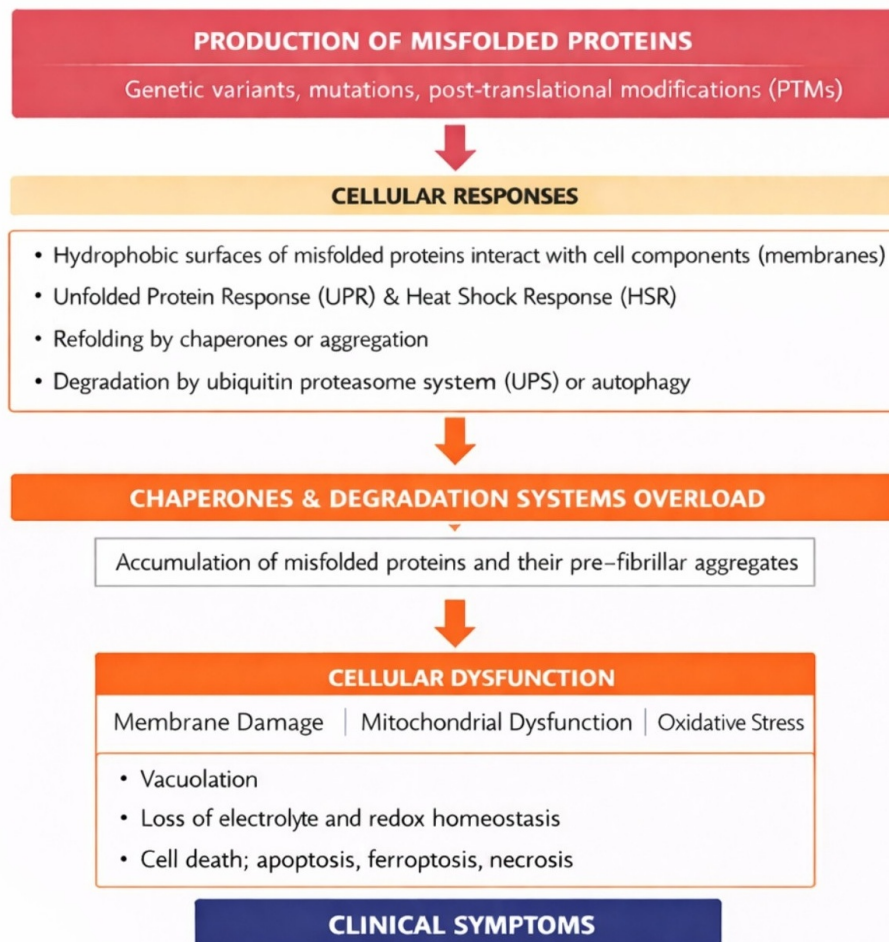 PRODUCTION OF MISFOLDED PROTEINS
Genetic variants, mutations, post-translational modifications (PTMs)
CELLULAR RESPONSES
• Hydrophobic surfaces of misfolded proteins interact with cell components (membranes)
• Unfolded Protein Response (UPR) & Heat Shock Response (HSR)
• Refolding by chaperones or aggregation
• Degradation by ubiquitin proteasome system (UPS) or autophagy
CHAPERONES & DEGRADATION SYSTEMS OVERLOAD
Accumulation of misfolded proteins and their pre-fibrillar aggregates
CELLULAR DYSFUNCTION
Membrane Damage | Mitochondrial Dysfunction | Oxidative Stress
• Vacuolation
• Loss of electrolyte and redox homeostasis
• Cell death; apoptosis, ferroptosis, necrosis
CLINICAL SYMPTOMS